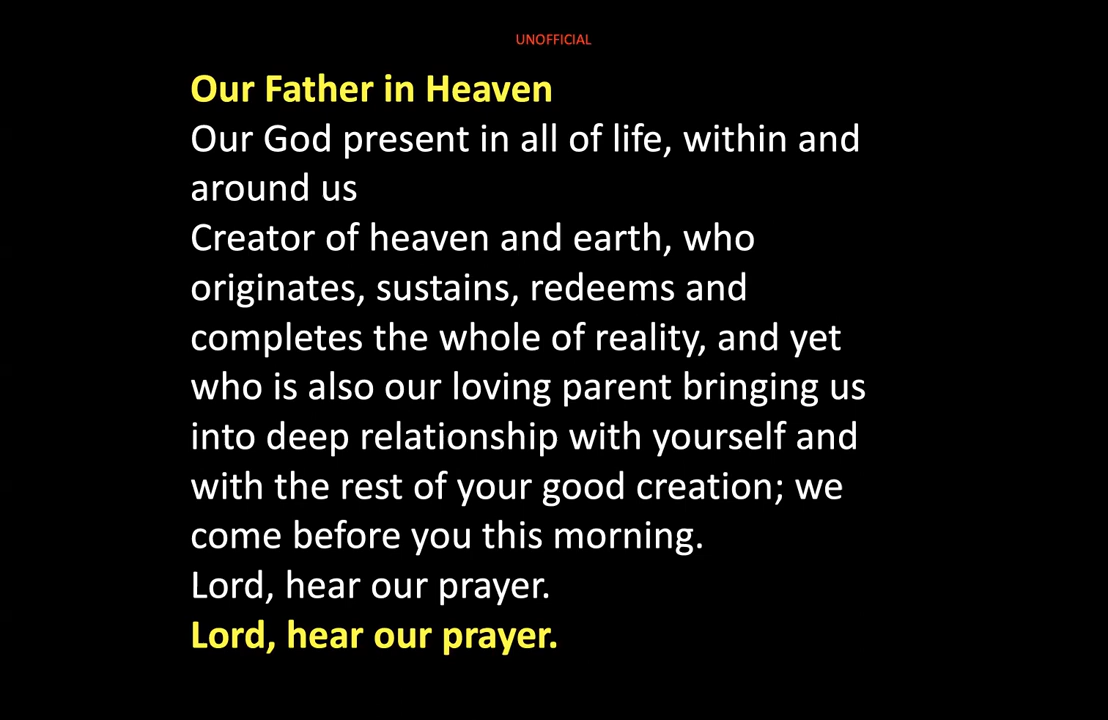 UNOFFICIAL
Our Father in Heaven
Our God present in all of life, within and
around us
Creator of heaven and earth, who
originates, sustains, redeems and
completes the whole of reality, and yet
who is also our loving parent bringing us
into deep relationship with yourself and
with the rest of your good creation; we
come before you this morning.
Lord, hear our prayer.
Lord, hear our prayer.